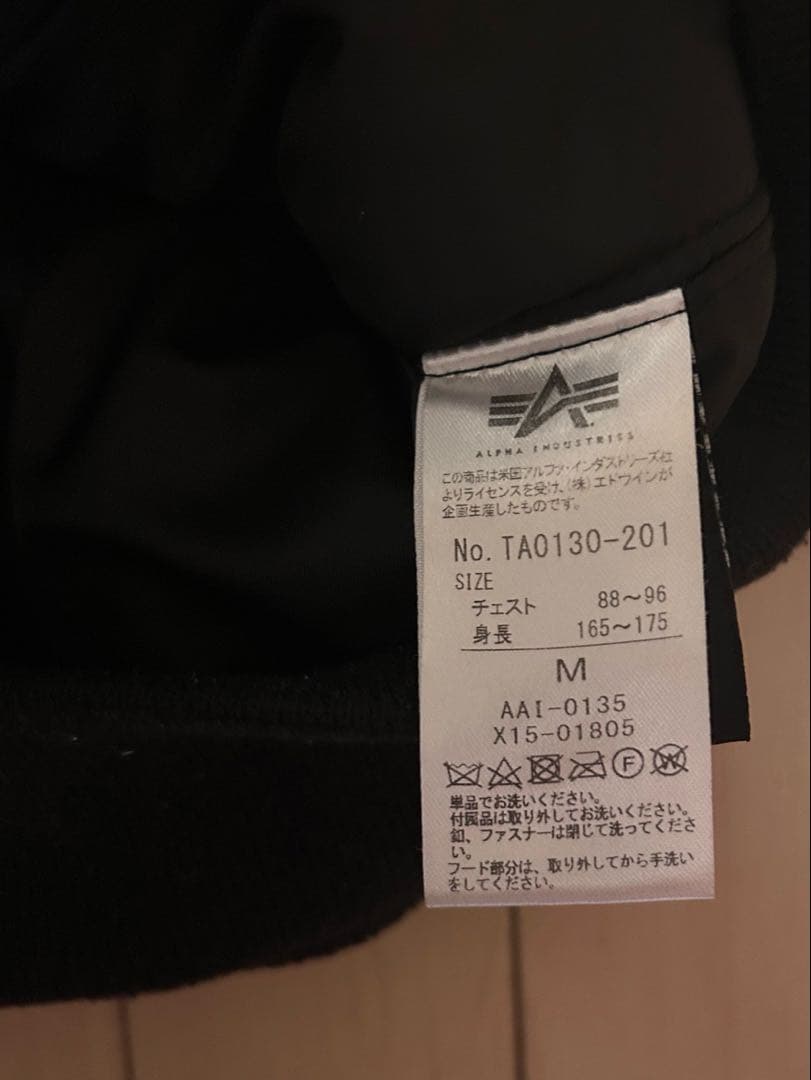 ALPHA INDUSTRIES
この商品は米国アルファ・インダストリーズ社
よりライセンスを受け、(株)エドウインが
企画生産したものです。
No. TA0130-201
SIZE
チェスト 88～96
身長 165～175
M
AAI-0135
X15-01805
F W
単品でお洗いください。
付属品は取り外してお洗いください。
釦、ファスナーは閉じて洗ってくださ
い。
フード部分は、取り外してから手洗い
をしてください。